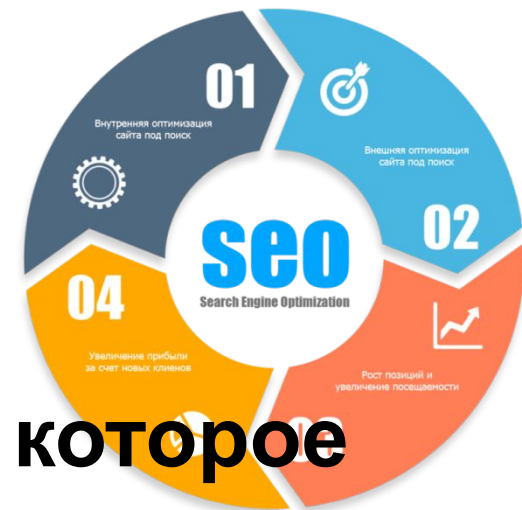 01
Внутренняя оптимизация
сайта под поиск
Внешняя оптимизация
сайта под поиск
02
seo
Search Engine Optimization
04
Увеличение прибыли
за счет новых клиенов
Рост позиций и
увеличение посещаемости
которое